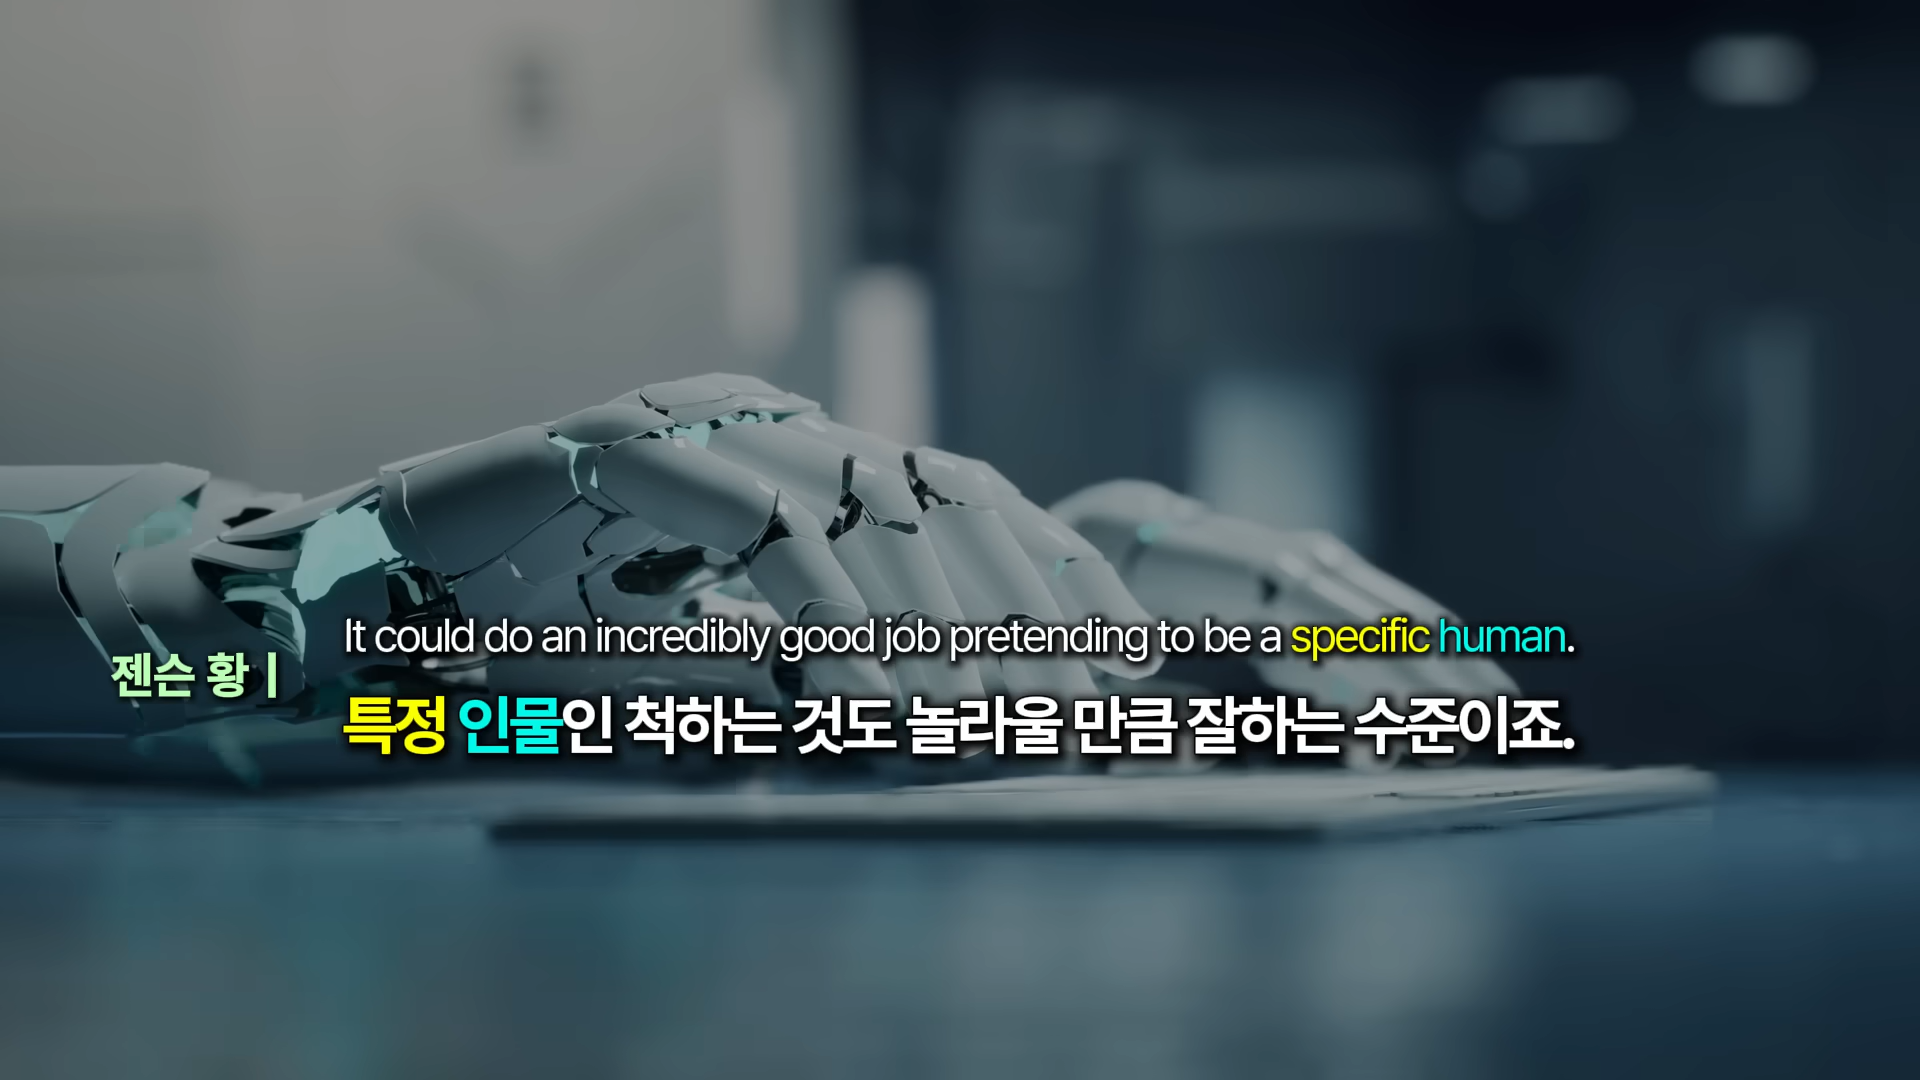 It could do an incredibly good job pretending to be a specific human.
젠슨 황 |
특정 인물인 척하는 것도 놀라울 만큼 잘하는 수준이죠.